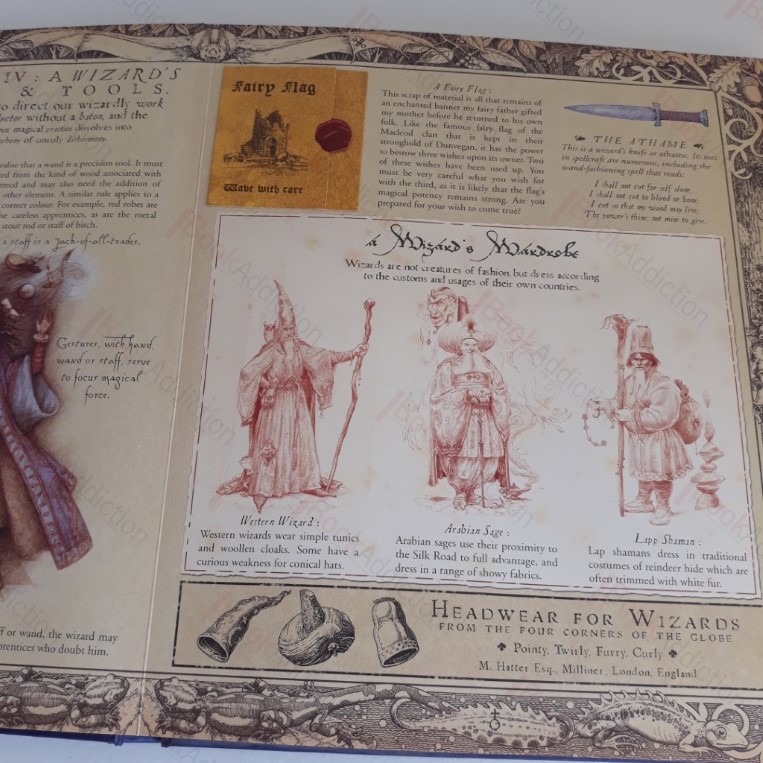 IV: A WIZARD'S
& TOOLS.
to direct our wizardly work
without a baton, and the
magical practice dissolves into
of unruly
that a wand is a precision tool. It must
from the kind of wood associated with
and may also need the addition of
other element. A similar rule applies to a
correct colour. For example, red robes are
careless apprentices, as are the metal
stout rod or staff of birch.
a staff is a Jack-of-all-trades.
Gestures, with hand,
wand or staff, serve
to focus magical
force.
or wand, the wizard may
who doubt him.
Fairy Flag
Wave with care
A Fairy Flag:
This scrap of material is all that remains of
an enchanted banner my fairy father gifted
my mother before he returned to his own
folk. Like the famous fairy flag of the
Macleod clan that is kept in their
stronghold of Dunvegan, it has the power
to bestow three wishes upon its owner. Two
of these wishes have been used up. You
must be very careful what you wish for
with the third, as it is likely that the flag's
magical potency remains strong. Are you
prepared for your wish to come true?
THE ATHAME
This is a wizard's knife or athame. Its uses
in spellcraft are numerous, including the
wand-fashioning spell that reads:
I shall not cut for self alone,
I shall not cut to blood or bone,
I cut so that my wand may live,
The power's thine, not mine to give.
A Wizard's Wardrobe
Wizards are not creatures of fashion, but dress according
to the customs and usages of their own countries.
Western Wizard:
Western wizards wear simple tunics
and woollen cloaks. Some have a
curious weakness for conical hats.
Arabian Sage:
Arabian sages use their proximity to
the Silk Road to full advantage, and
dress in a range of showy fabrics.
Lapp Shaman:
Lapp shamans dress in traditional
costumes of reindeer hide which are
often trimmed with white fur.
HEADWEAR FOR WIZARDS
FROM THE FOUR CORNERS OF THE GLOBE
Pointy, Twirly, Furry, Curly
M. Hatter Esq., Milliner, London, England